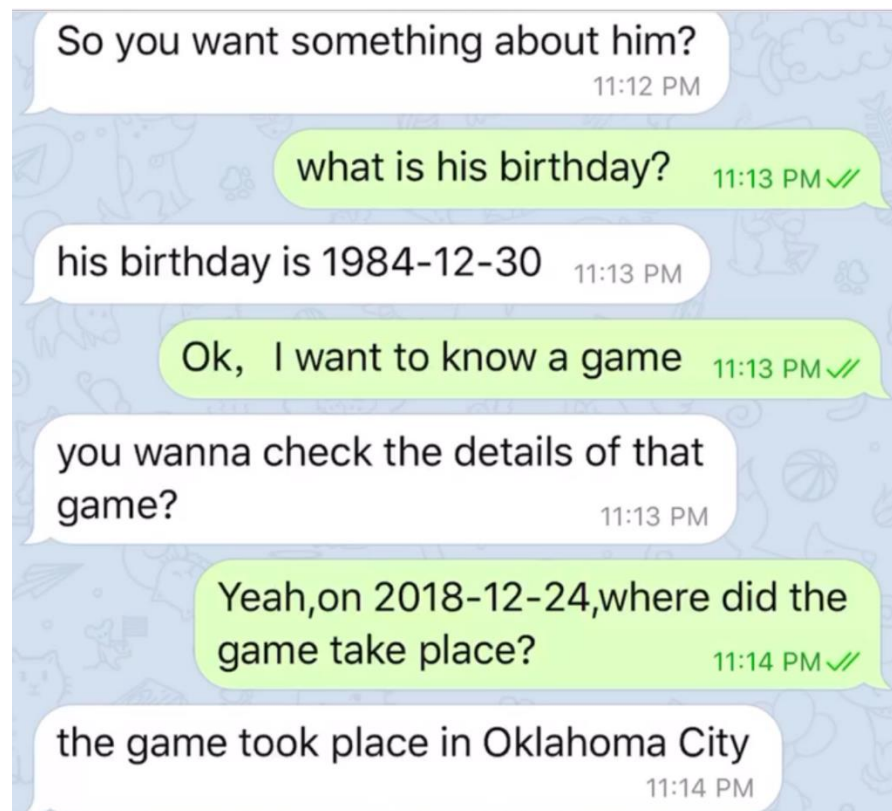 So you want something about him?
11:12 PM
what is his birthday? 11:13 PM
his birthday is 1984-12-30 11:13 PM
Ok, I want to know a game 11:13 PM
you wanna check the details of that
game? 11:13 PM
Yeah,on 2018-12-24,where did the
game take place? 11:14 PM
the game took place in Oklahoma City
11:14 PM